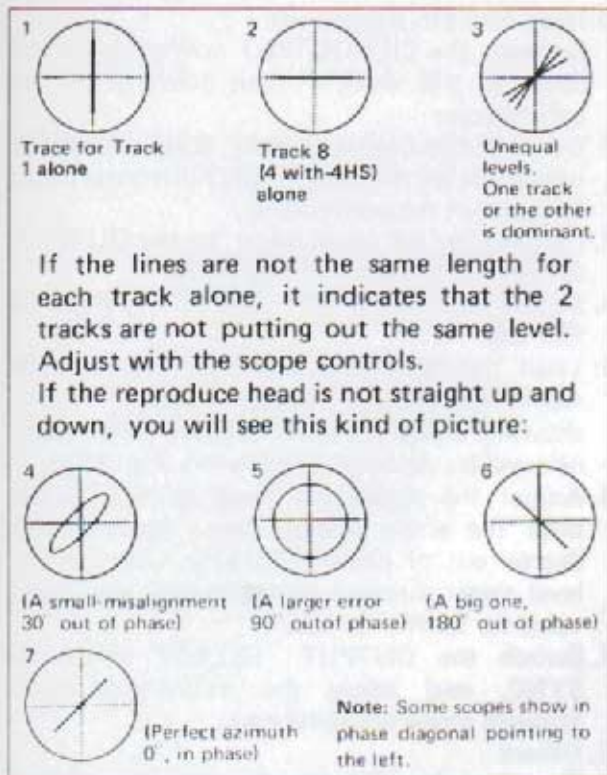 1
2
3
Trace for Track
1 alone
Track 8
(4 with-4HS)
alone
Unequal
levels.
One track
or the other
is dominant.
If the lines are not the same length for
each track alone, it indicates that the 2
tracks are not putting out the same level.
Adjust with the scope controls.
If the reproduce head is not straight up and
down, you will see this kind of picture:
4
5
6
(A small-misalignment
30° out of phase)
(A larger error
90° outof phase)
(A big one,
180° out of phase)
7
(Perfect azimuth
0°, in phase)
Note: Some scopes show in
phase diagonal pointing to
the left.